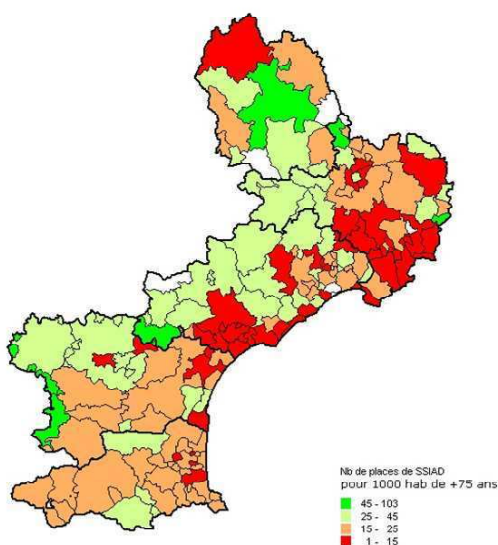 Nb de places de SSIAD
pour 1000 hab de +75 ans
45 - 103
25 - 45
15 - 25
1 - 15